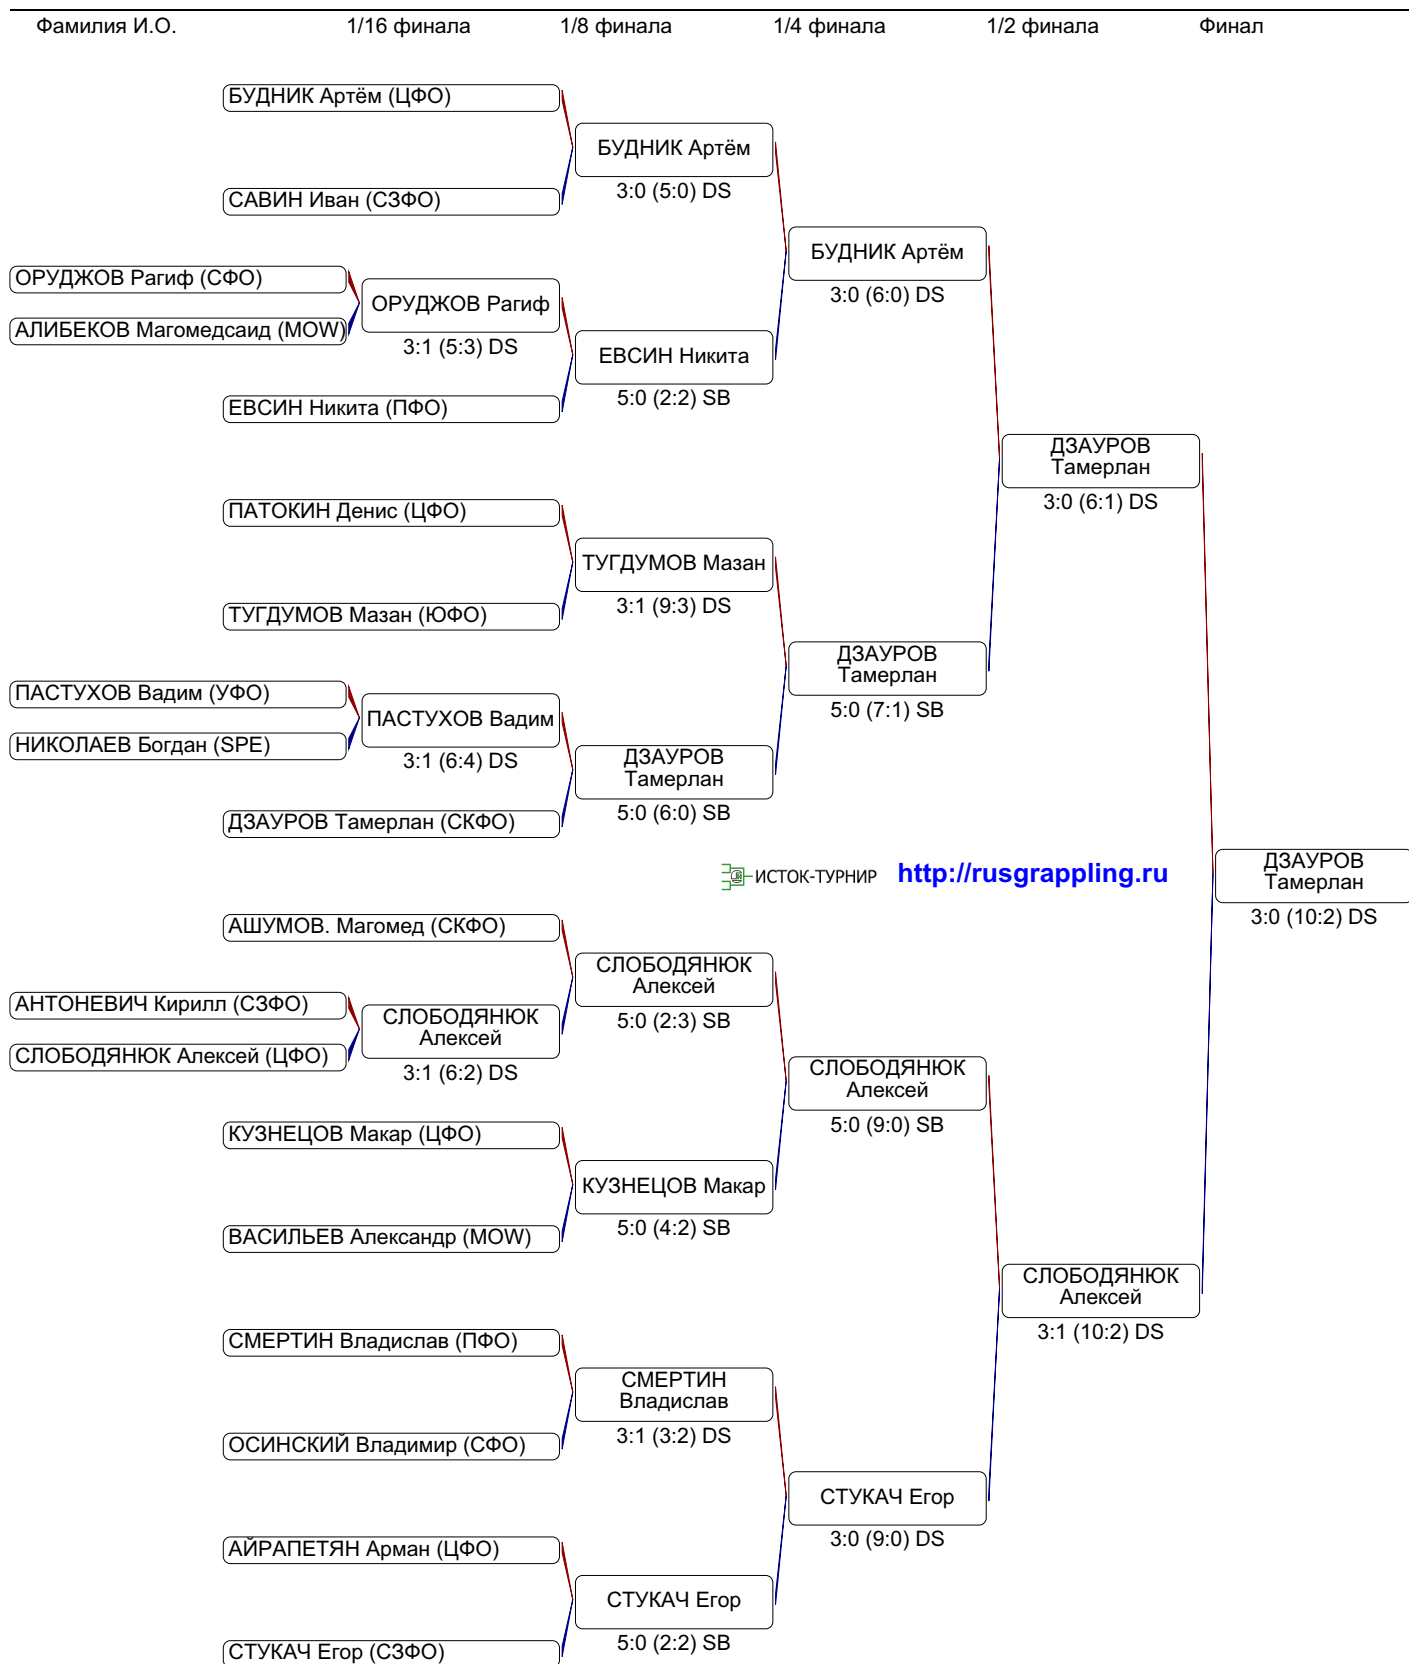 Фамилия И.О. 1/16 финала 1/8 финала 1/4 финала 1/2 финала Финал
БУДНИК Артём (ЦФО)
БУДНИК Артём
3:0 (5:0) DS
САВИН Иван (СЗФО)
БУДНИК Артём
3:0 (6:0) DS
ОРУДЖОВ Рагиф (СФО)
ОРУДЖОВ Рагиф
АЛИБЕКОВ Магомедсаид (MOW)
3:1 (5:3) DS
ЕВСИН Никита
5:0 (2:2) SB
ЕВСИН Никита (ПФО)
ДЗАУРОВ
Тамерлан
3:0 (6:1) DS
ПАТОКИН Денис (ЦФО)
ТУГДУМОВ Мазан
3:1 (9:3) DS
ТУГДУМОВ Мазан (ЮФО)
ДЗАУРОВ
Тамерлан
5:0 (7:1) SB
ПАСТУХОВ Вадим (УФО)
ПАСТУХОВ Вадим
НИКОЛАЕВ Богдан (SPE)
3:1 (6:4) DS
ДЗАУРОВ
Тамерлан
5:0 (6:0) SB
ДЗАУРОВ Тамерлан (СКФО)
ИСТОК-ТУРНИР http://rusgrappling.ru
ДЗАУРОВ
Тамерлан
3:0 (10:2) DS
АШУМОВ. Магомед (СКФО)
СЛОБОДЯНЮК
Алексей
5:0 (2:3) SB
АНТОНЕВИЧ Кирилл (СЗФО)
СЛОБОДЯНЮК
Алексей
СЛОБОДЯНЮК Алексей (ЦФО)
3:1 (6:2) DS
СЛОБОДЯНЮК
Алексей
5:0 (9:0) SB
КУЗНЕЦОВ Макар (ЦФО)
КУЗНЕЦОВ Макар
5:0 (4:2) SB
ВАСИЛЬЕВ Александр (MOW)
СЛОБОДЯНЮК
Алексей
3:1 (10:2) DS
СМЕРТИН Владислав (ПФО)
СМЕРТИН
Владислав
3:1 (3:2) DS
ОСИНСКИЙ Владимир (СФО)
СТУКАЧ Егор
3:0 (9:0) DS
АЙРАПЕТЯН Арман (ЦФО)
СТУКАЧ Егор
5:0 (2:2) SB
СТУКАЧ Егор (СЗФО)